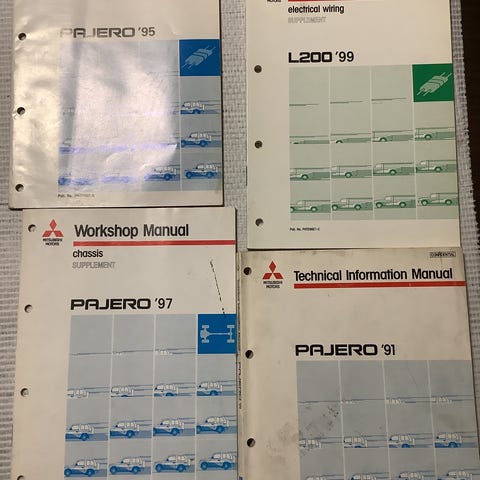 PAJERO '95
electrical wiring
SUPPLEMENT
L200 '99
MITSUBISHI
MOTORS
Workshop Manual
chassis
SUPPLEMENT
PAJERO '97
CONFIDENTIAL
MITSUBISHI
MOTORS
Technical Information Manual
PAJERO '91